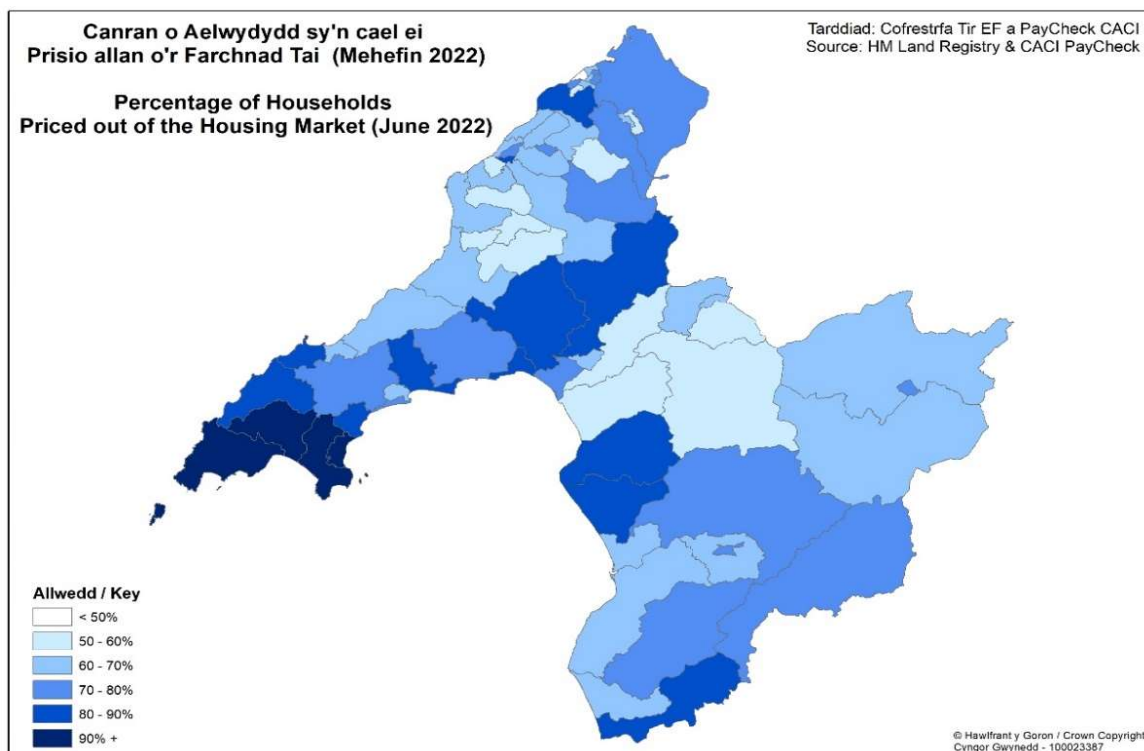 Canran o Aelwydydd sy'n cael ei
Prisio allan o'r Farchnad Tai (Mehefin 2022)
Percentage of Households
Priced out of the Housing Market (June 2022)
Tarddiad: Cofrestrfa Tir EF a PayCheck CACI
Source: HM Land Registry & CACI PayCheck
Allwedd / Key
< 50%
50 - 60%
60 - 70%
70 - 80%
80 - 90%
90% +
© Hawlfraint y Goron / Crown Copyright
Cyngor Gwynedd - 100023387